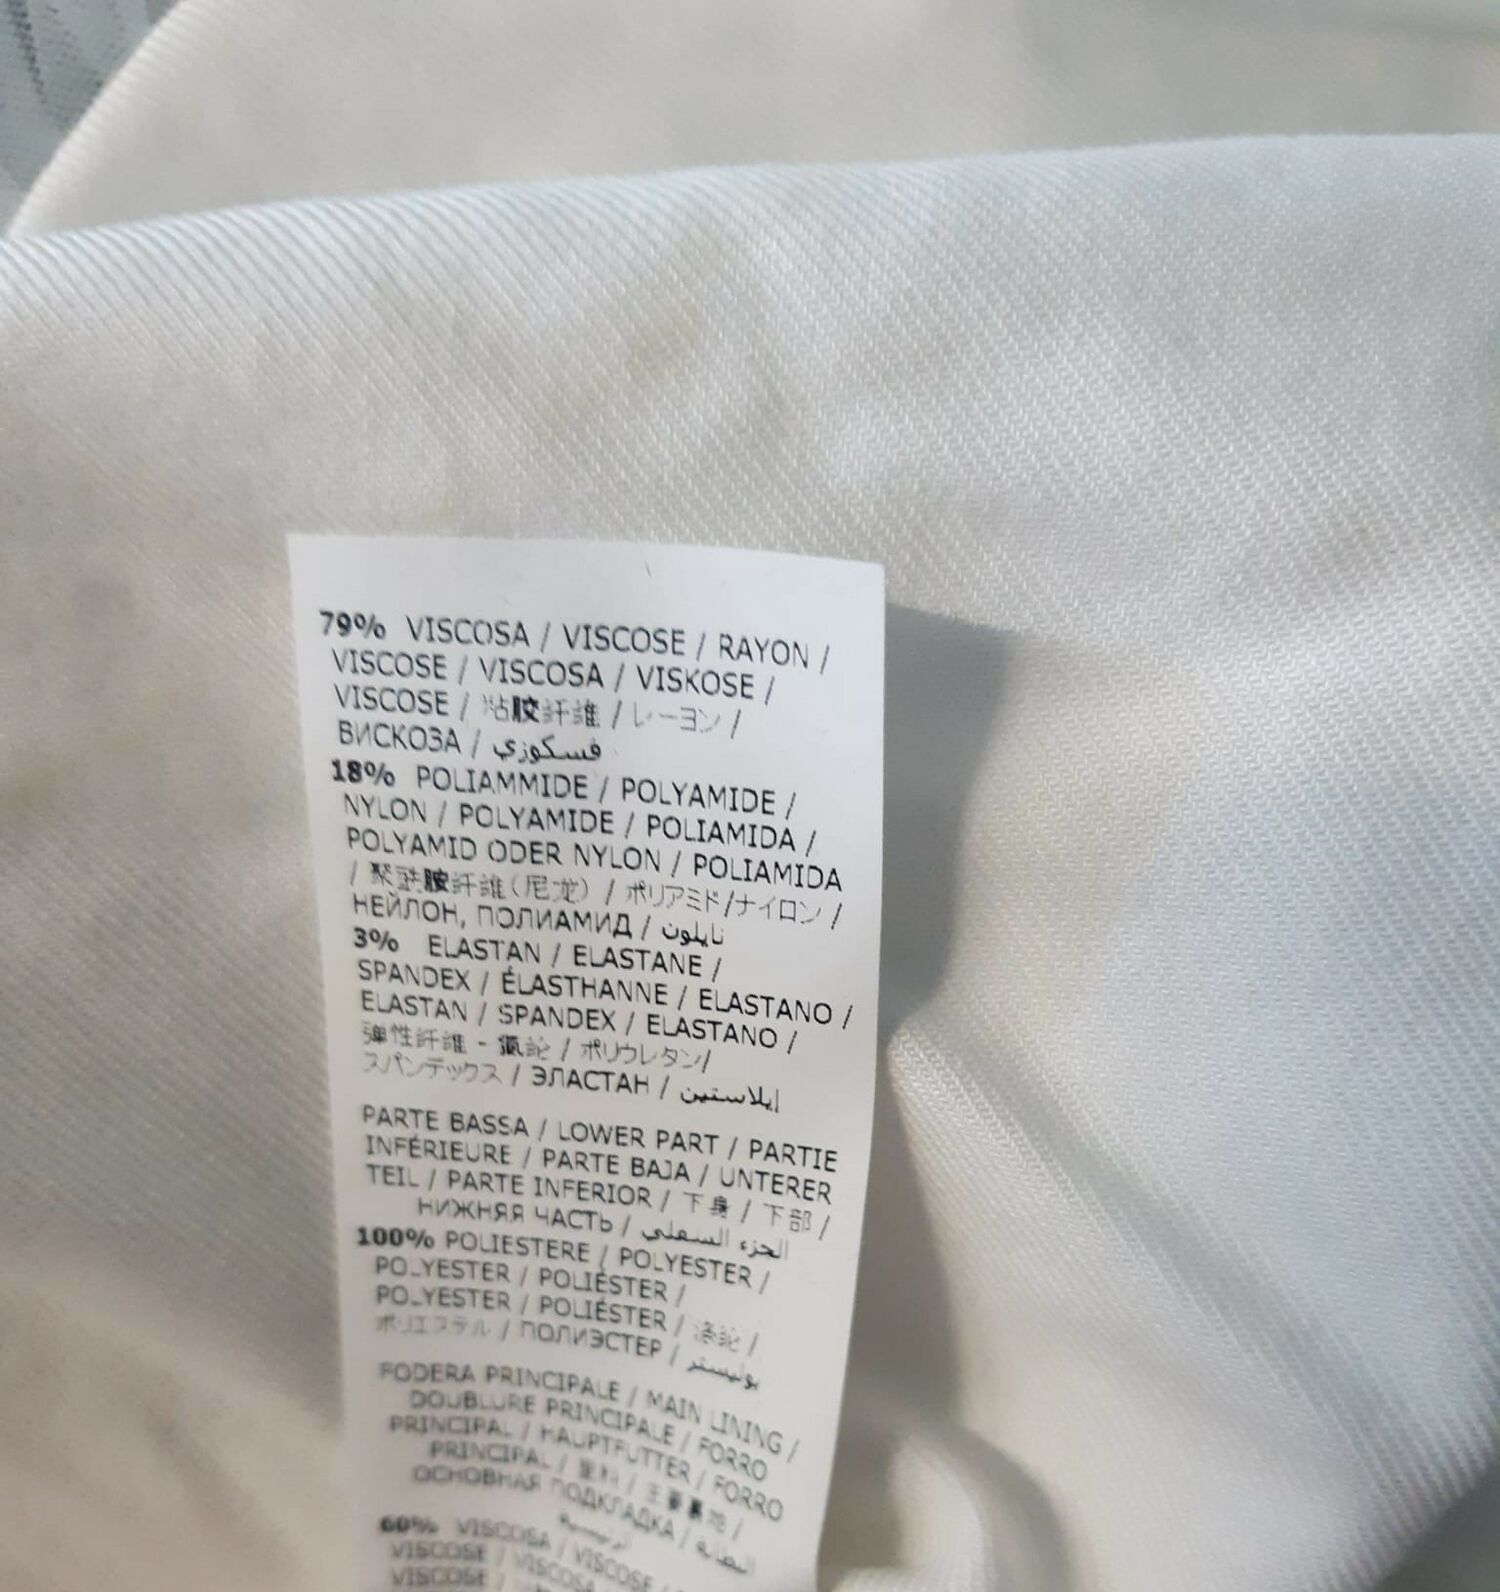 79% VISCOSA / VISCOSE / RAYON /
VISCOSE / VISCOSA / VISKOSE /
VISCOSE / 粘胶纤维 / レーヨン /
ВИСКОЗА / فسكوزي
18% POLIAMMIDE / POLYAMIDE /
NYLON / POLYAMIDE / POLIAMIDA /
POLYAMID ODER NYLON / POLIAMIDA
/ 聚酰胺纤维(尼龙) / ポリアミド/ナイロン /
НЕЙЛОН, ПОЛИАМИД / نايلون
3% ELASTAN / ELASTANE /
SPANDEX / ÉLASTHANNE / ELASTANO /
ELASTAN / SPANDEX / ELASTANO /
弹性纤维 - 氨纶 / ポリウレタン/
スパンデックス / ЭЛАСТАН / إيلاستين
PARTE BASSA / LOWER PART / PARTIE
INFÉRIEURE / PARTE BAJA / UNTERER
TEIL / PARTE INFERIOR / 下身 / 下部 /
НИЖНЯЯ ЧАСТЬ / الجزء السفلي
100% POLIESTERE / POLYESTER /
POLYESTER / POLIÉSTER /
POLYESTER / POLIÉSTER / 涤纶 /
ポリエステル / ПОЛИЭСТЕР / بوليستر
FODERA PRINCIPALE / MAIN LINING /
DOUBLURE PRINCIPALE / FORRO
PRINCIPAL / HAUPTFUTTER / FORRO
PRINCIPAL / 里料 / 主要裏地 /
ОСНОВНАЯ ПОДКЛАДКА / البطانة
الرئيسية
60% VISCOSA / VISCOSE /
VISCOSE / VISCOSA
VISCOSE /